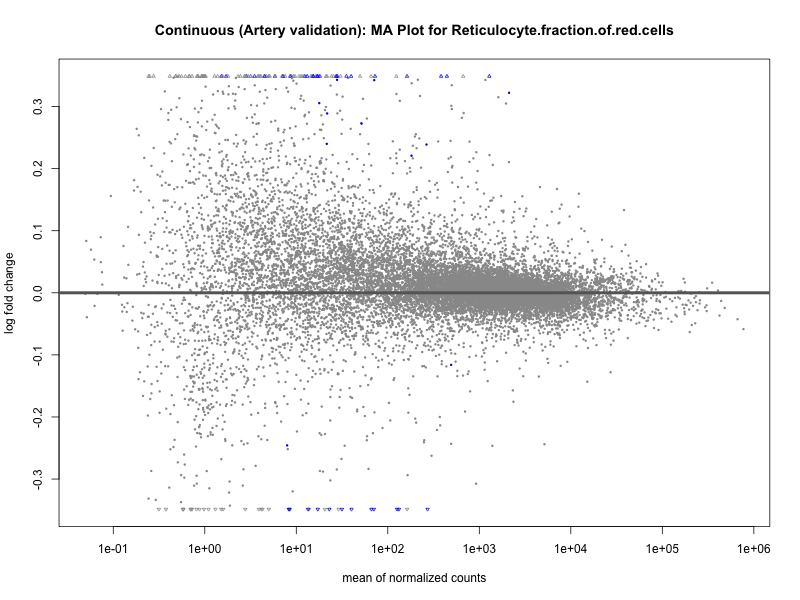 Continuous (Artery validation): MA Plot for Reticulocyte.fraction.of.red.cells
log fold change
0.3
0.2
0.1
0.0
-0.1
-0.2
-0.3
1e-01 1e+00 1e+01 1e+02 1e+03 1e+04 1e+05 1e+06
mean of normalized counts